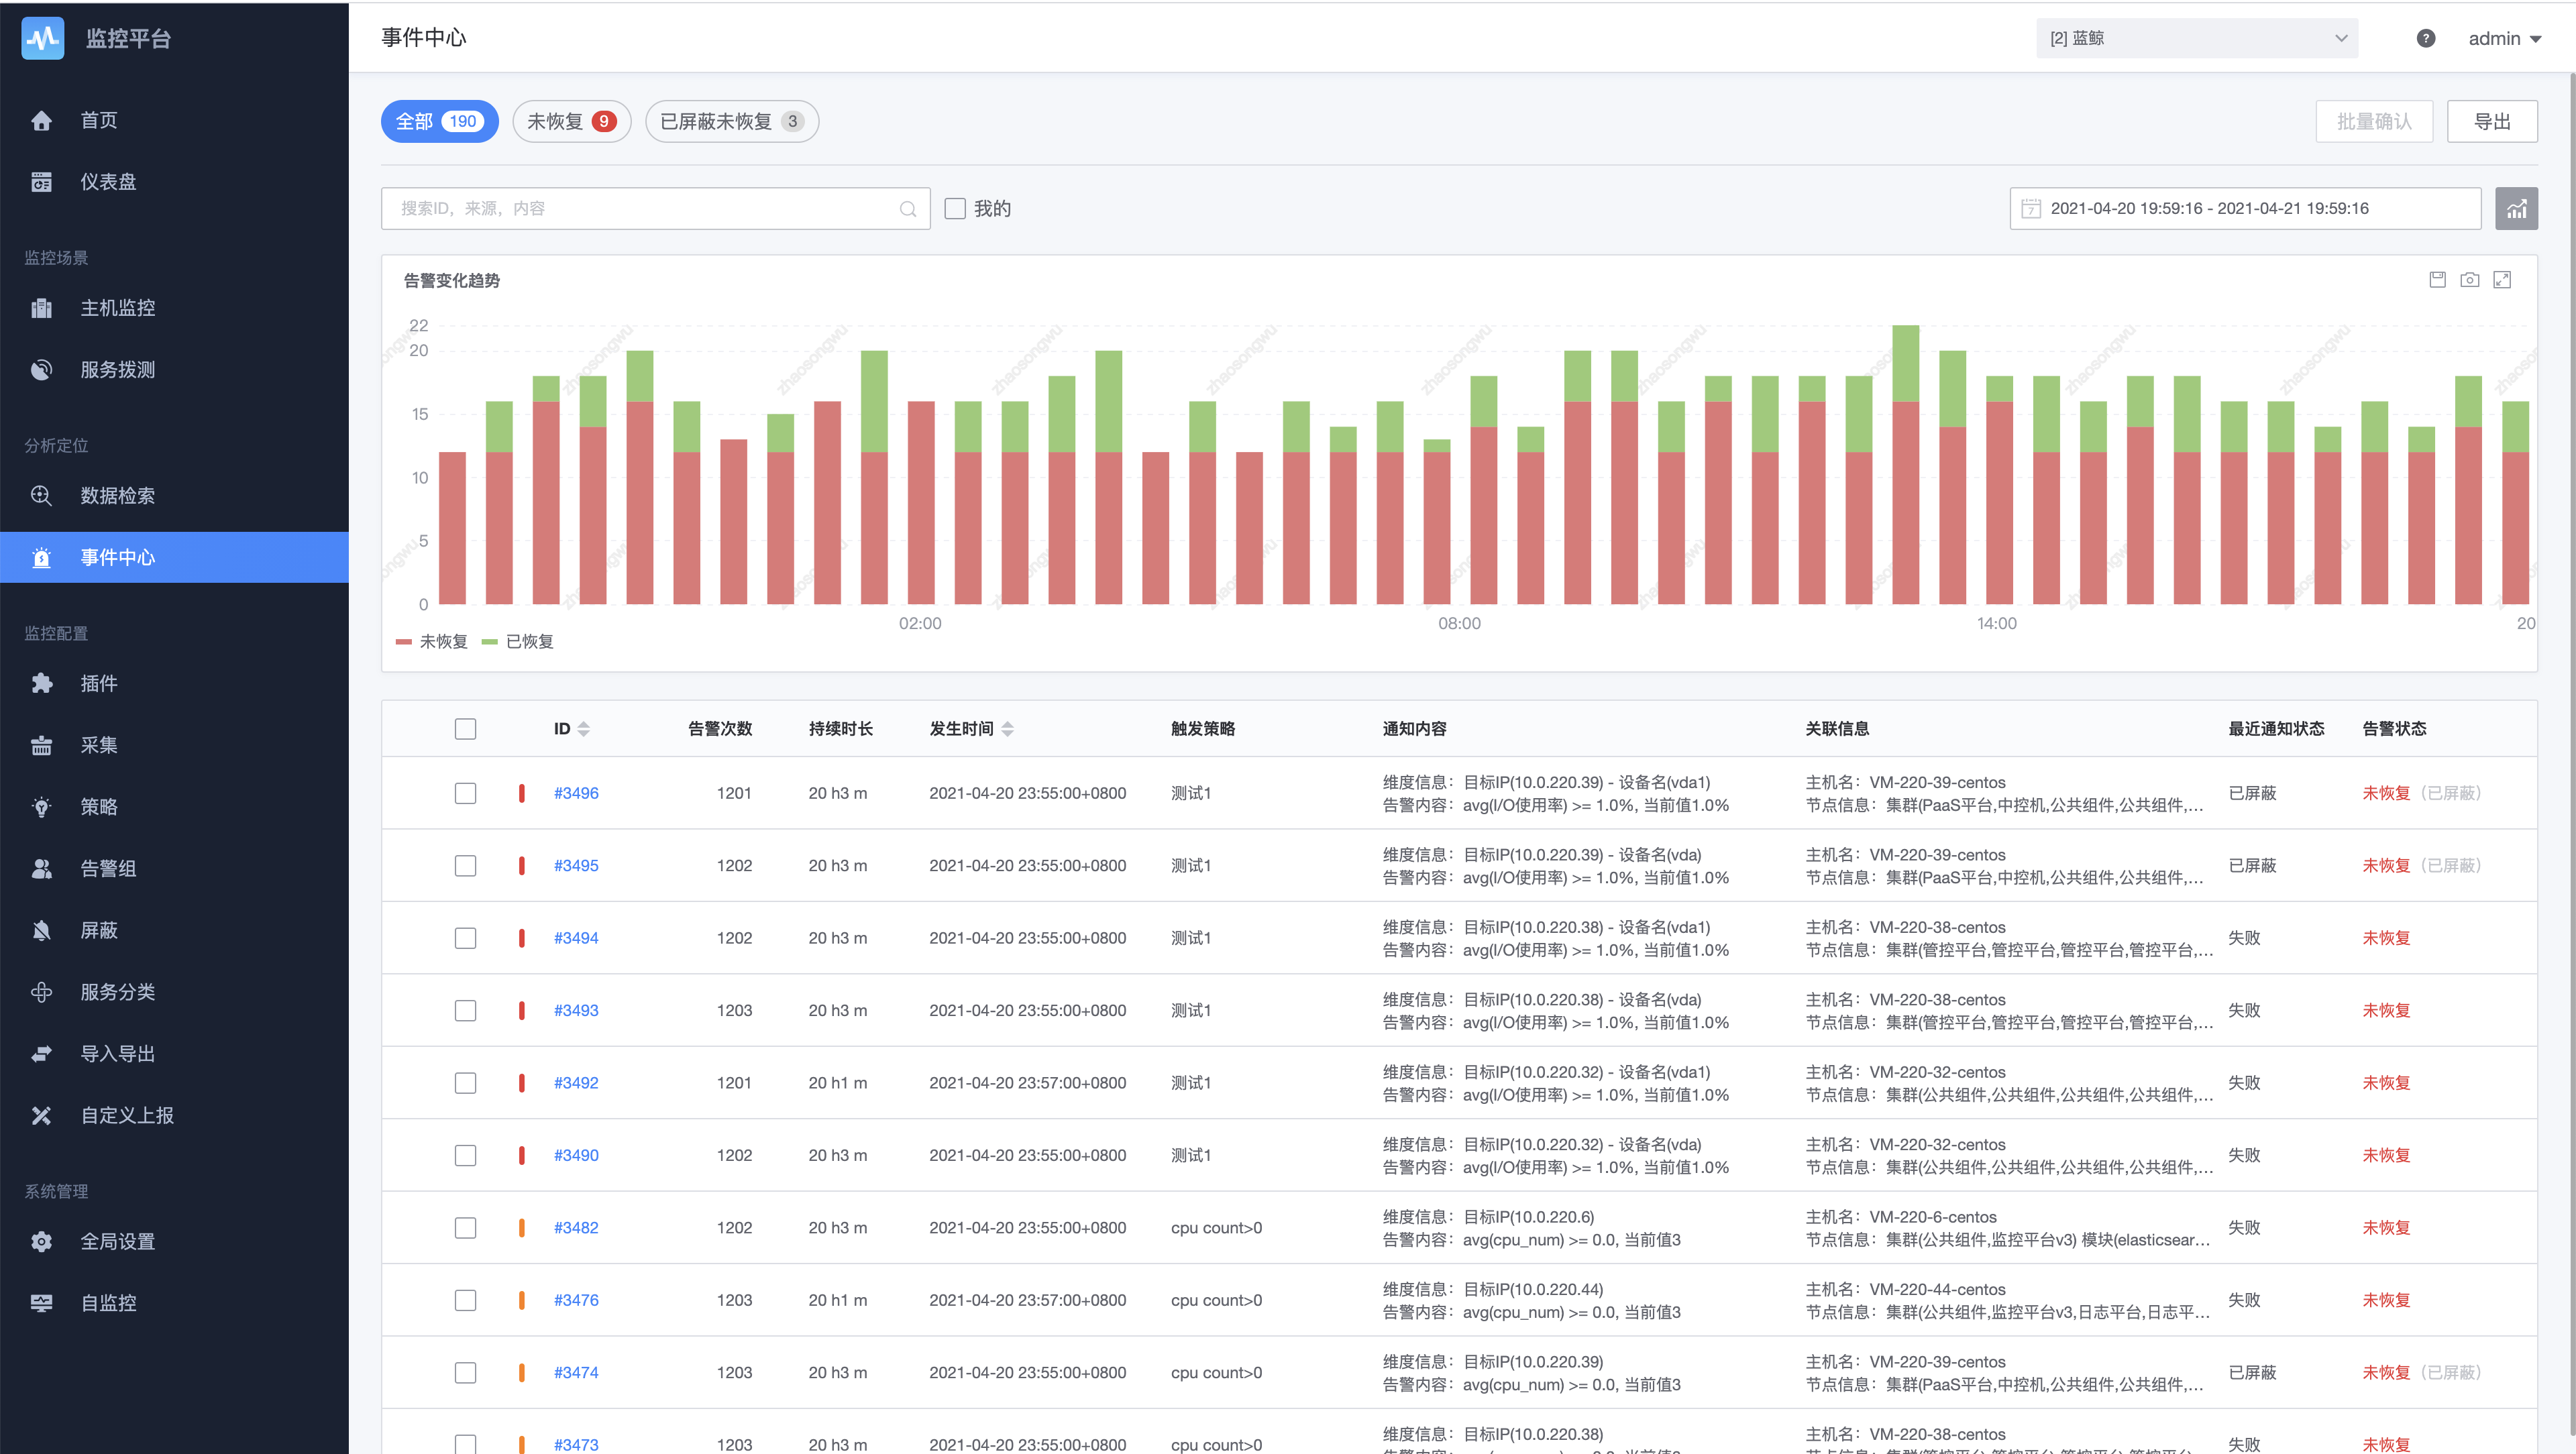 监控平台
事件中心
[2] 蓝鲸
admin
首页
仪表盘
监控场景
主机监控
服务拨测
分析定位
数据检索
事件中心
监控配置
插件
采集
策略
告警组
屏蔽
服务分类
导入导出
自定义上报
系统管理
全局设置
自监控
全部 190
未恢复 9
已屏蔽未恢复 3
批量确认
导出
搜索ID，来源，内容
我的
7
2021-04-20 19:59:16 - 2021-04-21 19:59:16
告警变化趋势
22
20
15
10
5
0
02:00
08:00
14:00
20
未恢复
已恢复
zhaosongwu
ID 告警次数 持续时长 发生时间 触发策略 通知内容 关联信息 最近通知状态 告警状态
#3496 1201 20 h3 m 2021-04-20 23:55:00+0800 测试1
维度信息：目标IP(10.0.220.39) - 设备名(vda1)
告警内容：avg(I/O使用率) >= 1.0%, 当前值1.0%
主机名：VM-220-39-centos
节点信息：集群(PaaS平台,中控机,公共组件,公共组件,…
已屏蔽 未恢复（已屏蔽）
#3495 1202 20 h3 m 2021-04-20 23:55:00+0800 测试1
维度信息：目标IP(10.0.220.39) - 设备名(vda)
告警内容：avg(I/O使用率) >= 1.0%, 当前值1.0%
主机名：VM-220-39-centos
节点信息：集群(PaaS平台,中控机,公共组件,公共组件,…
已屏蔽 未恢复（已屏蔽）
#3494 1202 20 h3 m 2021-04-20 23:55:00+0800 测试1
维度信息：目标IP(10.0.220.38) - 设备名(vda1)
告警内容：avg(I/O使用率) >= 1.0%, 当前值1.0%
主机名：VM-220-38-centos
节点信息：集群(管控平台,管控平台,管控平台,管控平台,…
失败 未恢复
#3493 1203 20 h3 m 2021-04-20 23:55:00+0800 测试1
维度信息：目标IP(10.0.220.38) - 设备名(vda)
告警内容：avg(I/O使用率) >= 1.0%, 当前值1.0%
主机名：VM-220-38-centos
节点信息：集群(管控平台,管控平台,管控平台,管控平台,…
失败 未恢复
#3492 1201 20 h1 m 2021-04-20 23:57:00+0800 测试1
维度信息：目标IP(10.0.220.32) - 设备名(vda1)
告警内容：avg(I/O使用率) >= 1.0%, 当前值1.0%
主机名：VM-220-32-centos
节点信息：集群(公共组件,公共组件,公共组件,公共组件,…
失败 未恢复
#3490 1202 20 h3 m 2021-04-20 23:55:00+0800 测试1
维度信息：目标IP(10.0.220.32) - 设备名(vda)
告警内容：avg(I/O使用率) >= 1.0%, 当前值1.0%
主机名：VM-220-32-centos
节点信息：集群(公共组件,公共组件,公共组件,公共组件,…
失败 未恢复
#3482 1202 20 h3 m 2021-04-20 23:55:00+0800 cpu count>0
维度信息：目标IP(10.0.220.6)
告警内容：avg(cpu_num) >= 0.0, 当前值3
主机名：VM-220-6-centos
节点信息：集群(公共组件,监控平台v3) 模块(elasticsear…
失败 未恢复
#3476 1203 20 h1 m 2021-04-20 23:57:00+0800 cpu count>0
维度信息：目标IP(10.0.220.44)
告警内容：avg(cpu_num) >= 0.0, 当前值3
主机名：VM-220-44-centos
节点信息：集群(公共组件,监控平台v3,日志平台,日志平…
失败 未恢复
#3474 1203 20 h3 m 2021-04-20 23:55:00+0800 cpu count>0
维度信息：目标IP(10.0.220.39)
告警内容：avg(cpu_num) >= 0.0, 当前值3
主机名：VM-220-39-centos
节点信息：集群(PaaS平台,中控机,公共组件,公共组件,…
已屏蔽 未恢复（已屏蔽）
#3473 1203 20 h3 m 2021-04-20 23:55:00+0800 cpu count>0
维度信息：目标IP(10.0.220.38)
主机名：VM-220-38-centos
失败 未恢复